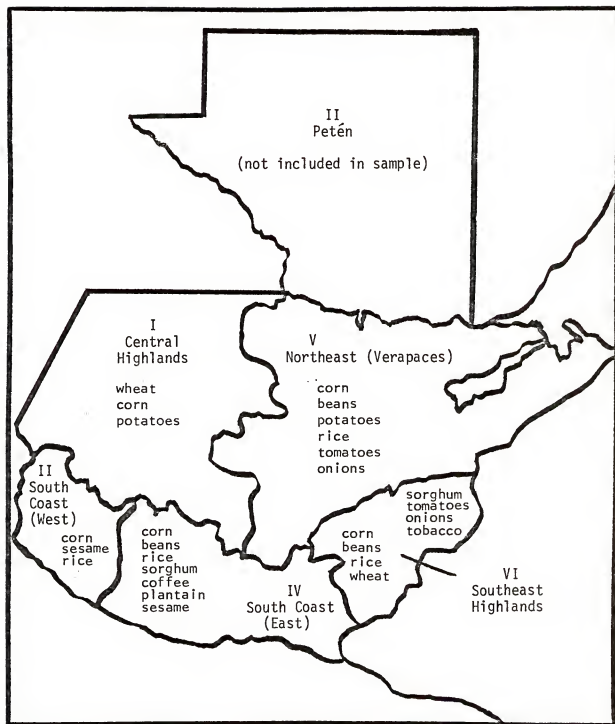 II
Petén
(not included in sample)
I
Central
Highlands
wheat
corn
potatoes
V
Northeast (Verapaces)
corn
beans
potatoes
rice
tomatoes
onions
II
South
Coast
(West)
corn
sesame
rice
corn
beans
rice
sorghum
coffee
plantain
sesame
IV
South Coast
(East)
sorghum
tomatoes
onions
tobacco
corn
beans
rice
wheat
VI
Southeast
Highlands